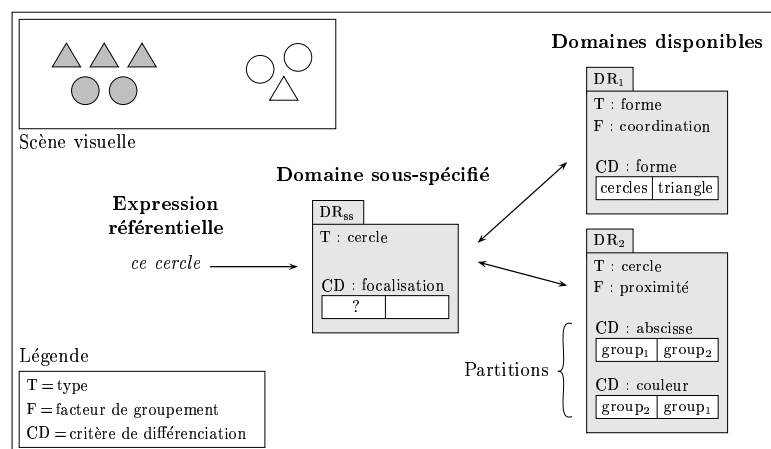 Scène visuelle
Expression
référentielle
ce cercle
Domaine sous-spécifié
DRss
T : cercle
CD : focalisation
?
Domaines disponibles
DR1
T : forme
F : coordination
CD : forme
cercles triangle
DR2
T : cercle
F : proximité
CD : abscisse
group1 group2
CD : couleur
group2 group1
Partitions
Légende
T = type
F = facteur de groupement
CD = critère de différenciation